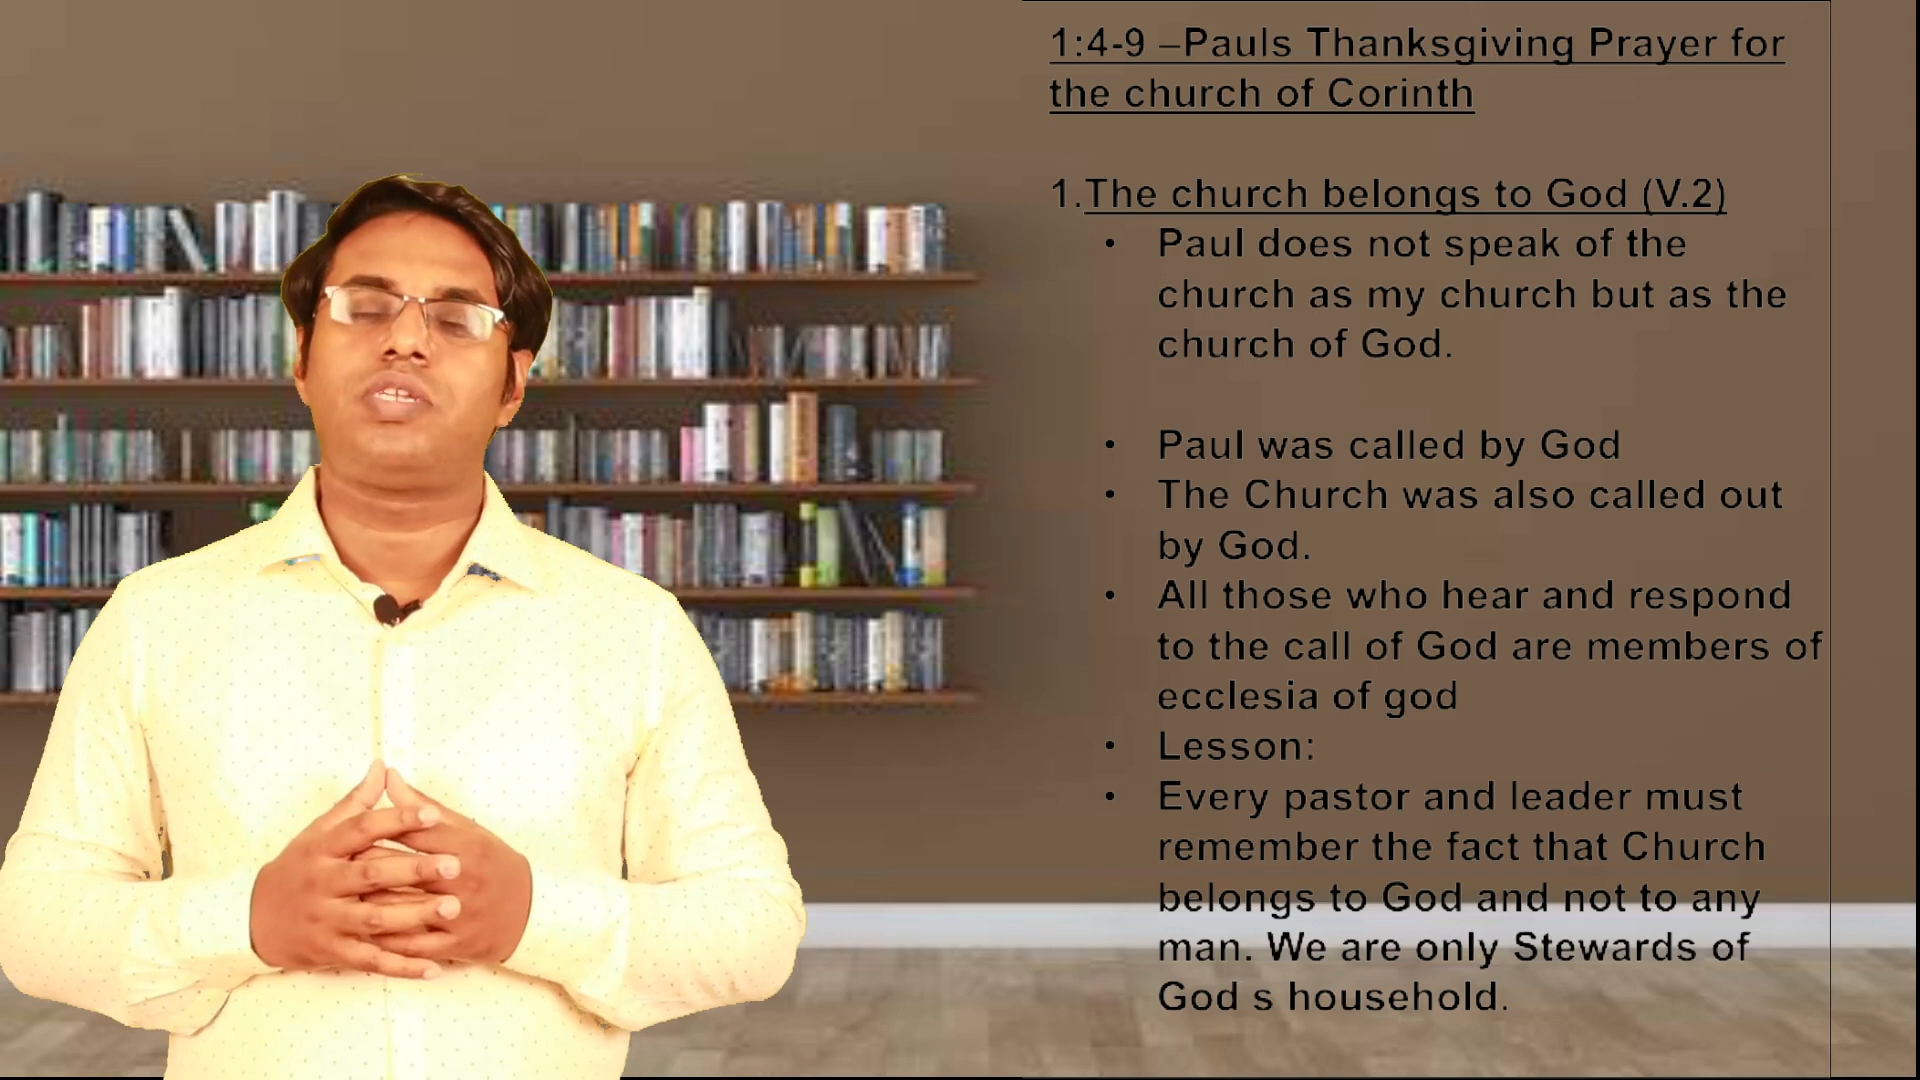 1:4-9 –Pauls Thanksgiving Prayer for
the church of Corinth
1.The church belongs to God (V.2)
• Paul does not speak of the
church as my church but as the
church of God.
• Paul was called by God
• The Church was also called out
by God.
• All those who hear and respond
to the call of God are members of
ecclesia of god
• Lesson:
• Every pastor and leader must
remember the fact that Church
belongs to God and not to any
man. We are only Stewards of
God s household.